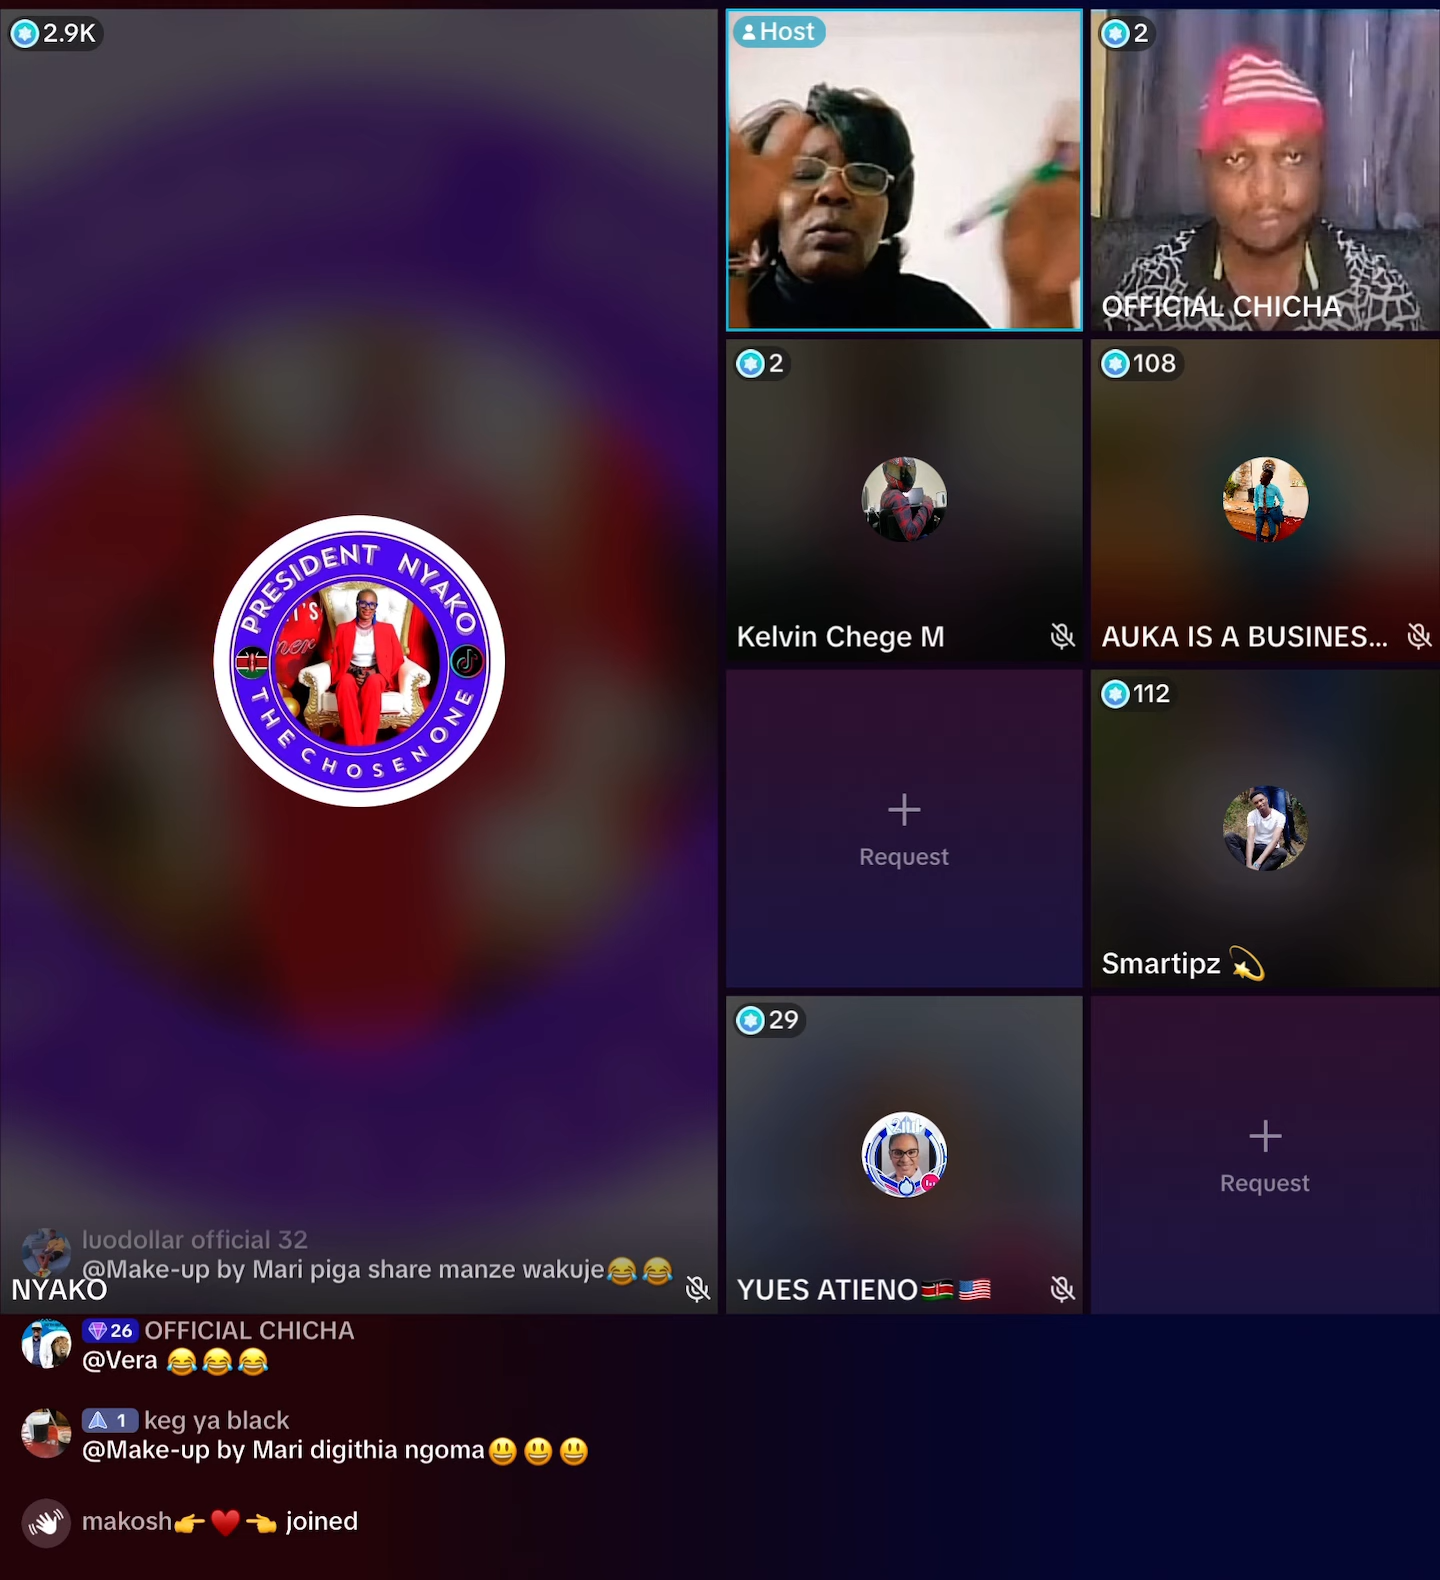 2.9K
Host
2
OFFICIAL CHICHA
2
Kelvin Chege M
108
AUKA IS A BUSINES...
PRESIDENT NYAKO
THE CHOSEN ONE
Request
112
Smartipz
29
YUES ATIENO
Request
luodollar official 32
@Make-up by Mari piga share manze wakuje😂😂
NYAKO
26 OFFICIAL CHICHA
@Vera 😂😂😂
1 keg ya black
@Make-up by Mari digithia ngoma😃😃😃
makosh👉❤️👈 joined